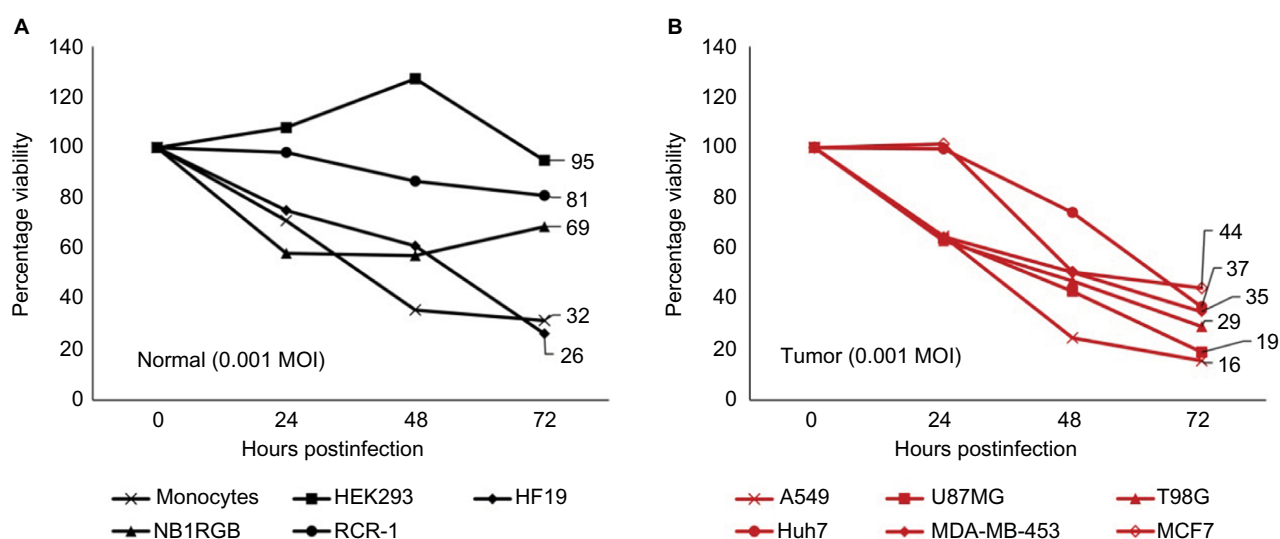 A
140
120
100
80
60
40
20
0
Percentage viability
95
81
69
32
26
Normal (0.001 MOI)
0 24 48 72
Hours postinfection
Monocytes HEK293 HF19
NB1RGB RCR-1
B
140
120
100
80
60
40
20
0
Percentage viability
44
37
35
29
19
16
Tumor (0.001 MOI)
0 24 48 72
Hours postinfection
A549 U87MG T98G
Huh7 MDA-MB-453 MCF7